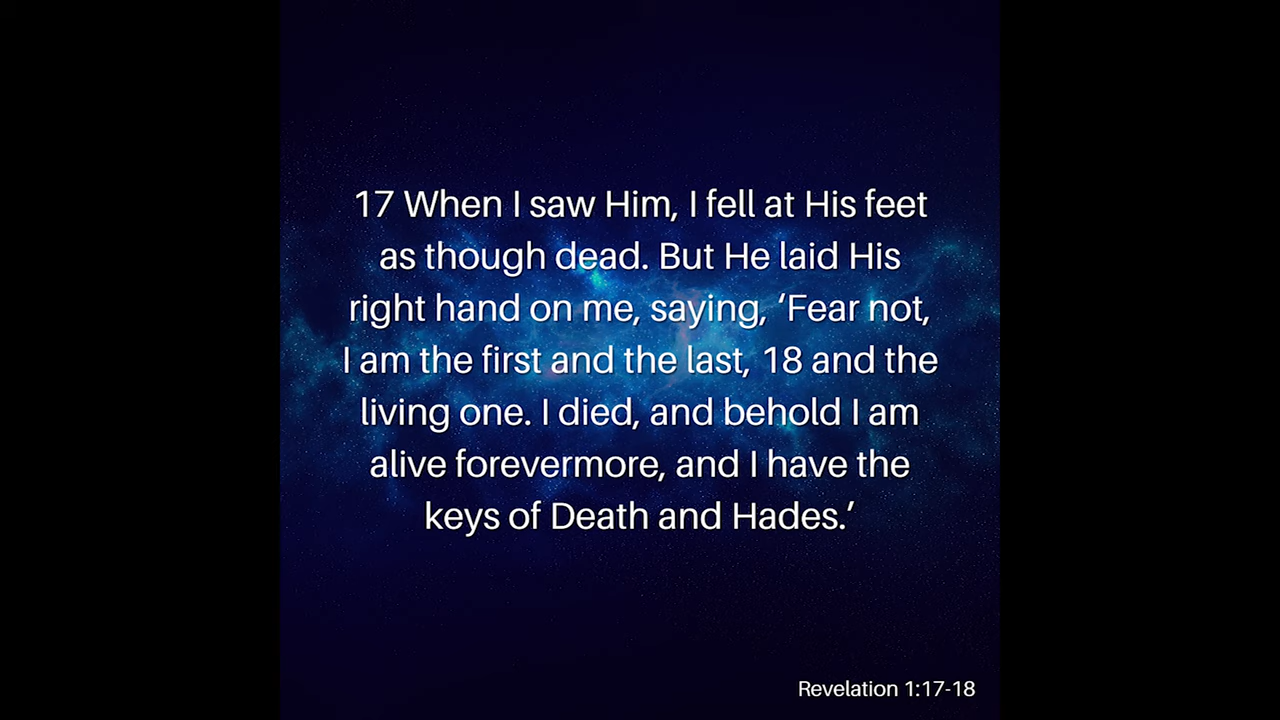 17 When I saw Him, I fell at His feet
as though dead. But He laid His
right hand on me, saying, ‘Fear not,
I am the first and the last, 18 and the
living one. I died, and behold I am
alive forevermore, and I have the
keys of Death and Hades.’
Revelation 1:17-18